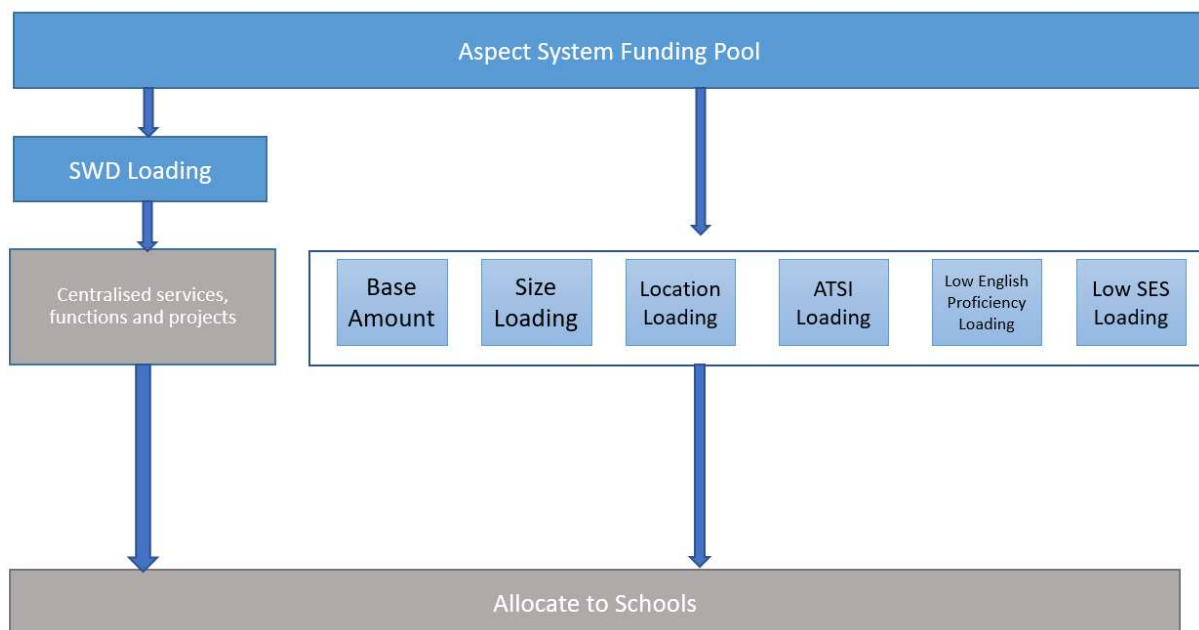 Aspect System Funding Pool
SWD Loading
Centralised services,
functions and projects
Base
Amount
Size
Loading
Location
Loading
ATSI
Loading
Low English
Proficiency
Loading
Low SES
Loading
Allocate to Schools